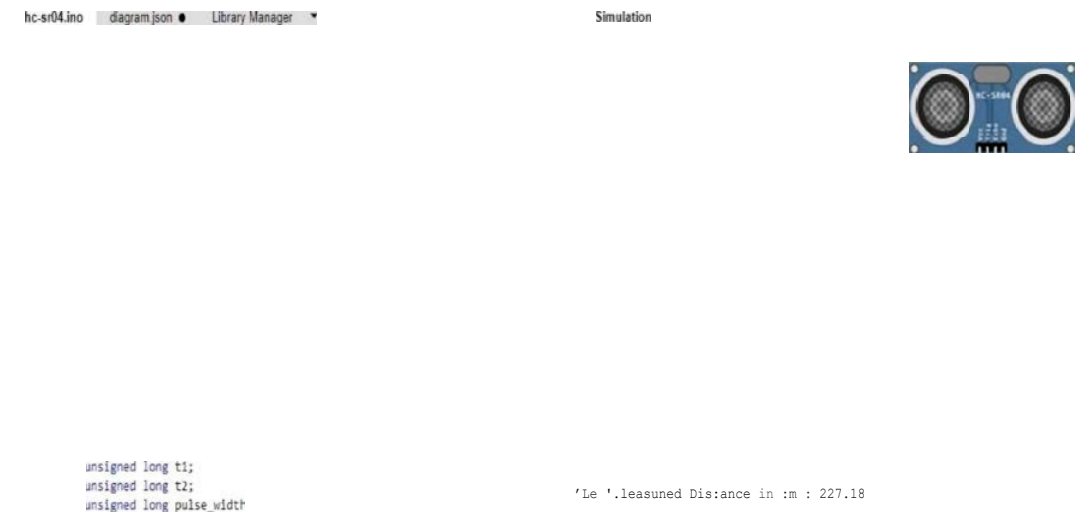 hc-sr04.ino diagram.json ● Library Manager ▼
Simulation
HC-SR04
unsigned long t1;
unsigned long t2;
unsigned long pulse_width
'Le '.leasuned Dis:ance in :m : 227.18